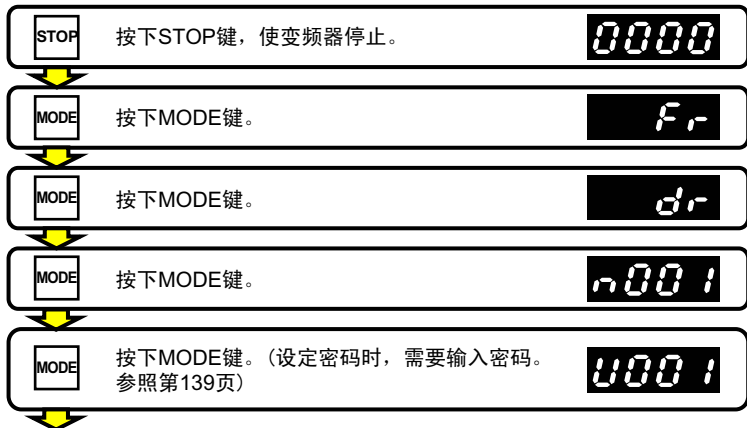 STOP 按下STOP键，使变频器停止。 0000
MODE 按下MODE键。 Fr
MODE 按下MODE键。 dr
MODE 按下MODE键。 n001
MODE 按下MODE键。（设定密码时，需要输入密码。 U001
参照第139页）